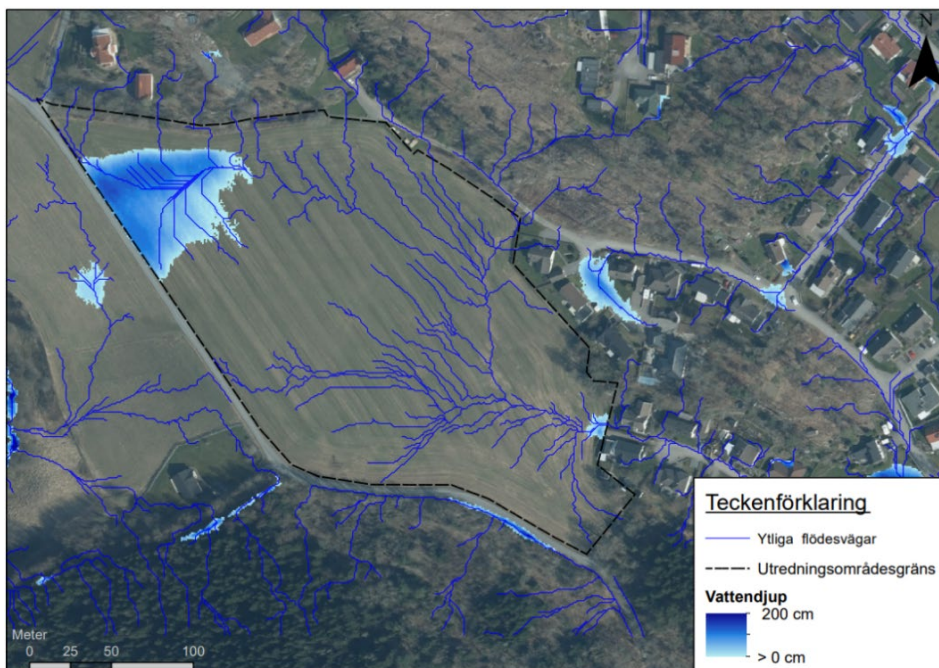 N
Teckenförklaring
Ytliga flödesvägar
Utredningsområdesgräns
Vattendjup
200 cm
> 0 cm
Meter
0 25 50 100